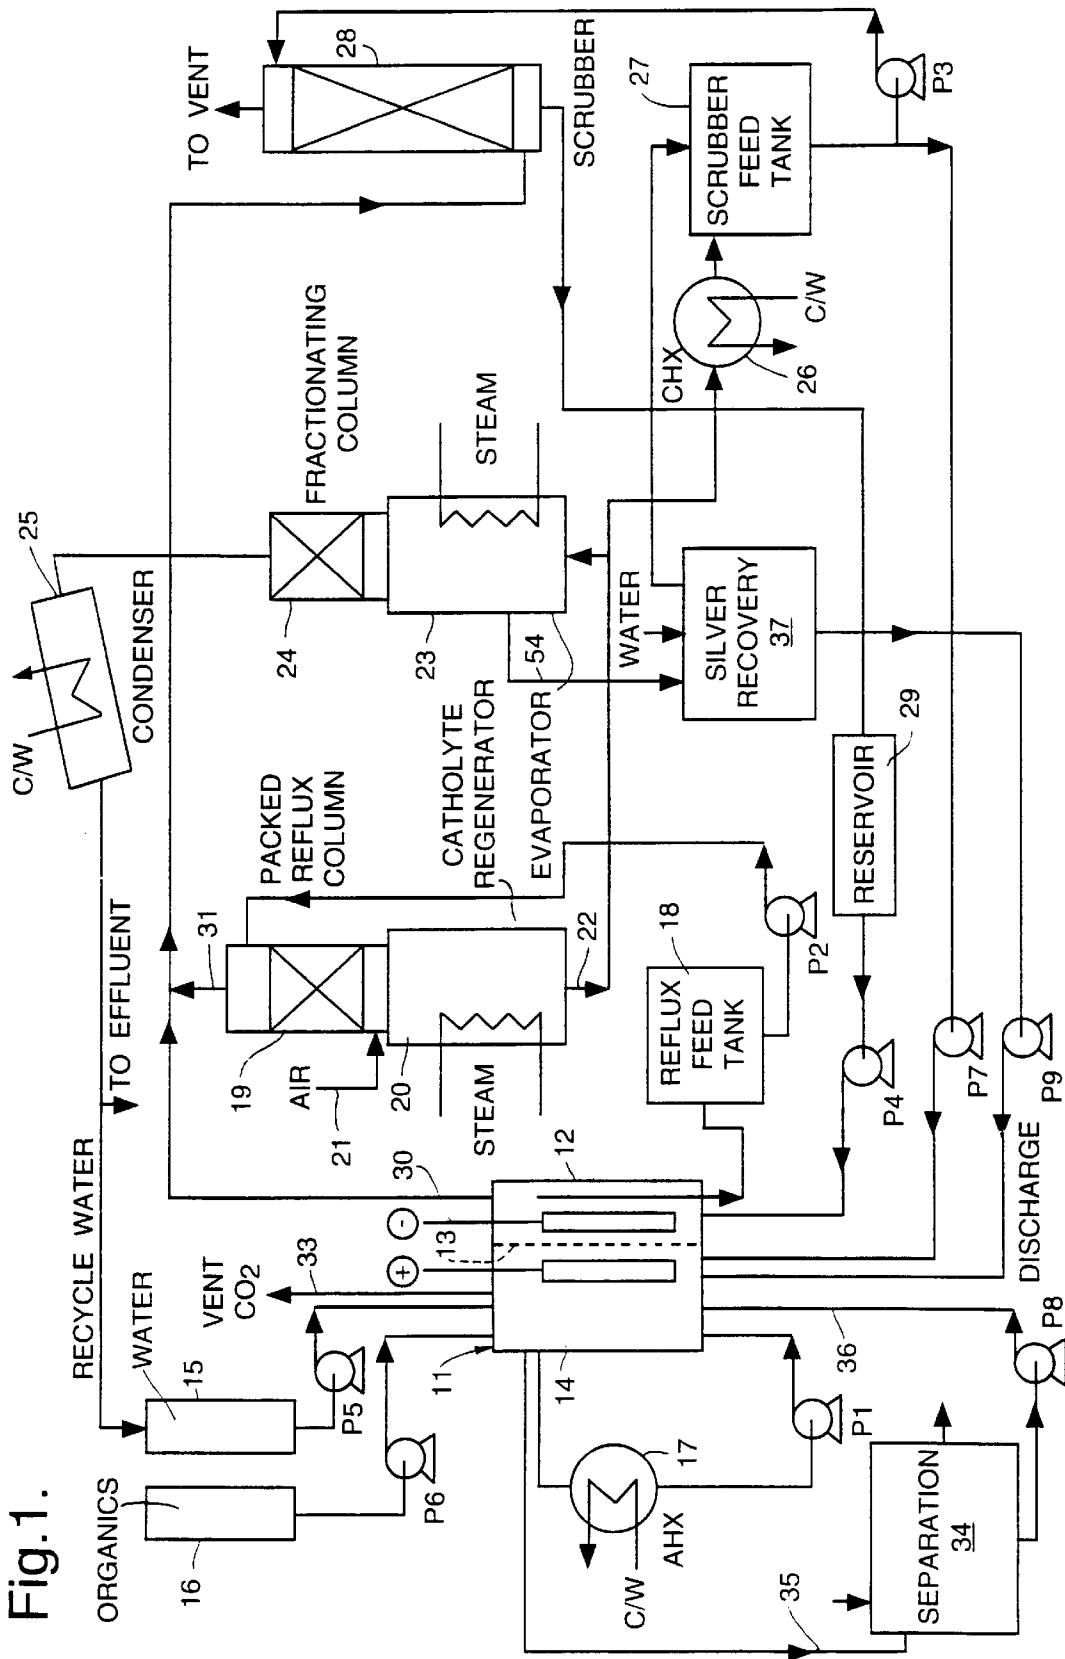 Fig.1.
ORGANICS
16
WATER
15
RECYCLE WATER
TO EFFLUENT
P6
P5
VENT
CO2
33
30
+
-
13
11
14
12
C/W
AHX
17
P1
35
SEPARATION
34
36
P8
DISCHARGE
C/W
CONDENSER
25
31
PACKED
REFLUX
COLUMN
19
AIR
21
20
STEAM
22
CATHOLYTE
REGENERATOR
EVAPORATOR
REFLUX
FEED
TANK
18
P2
24
23
FRACTIONATING
COLUMN
STEAM
54
WATER
SILVER
RECOVERY
37
RESERVOIR
29
P4
P7
P9
TO VENT
28
SCRUBBER
CHX
26
C/W
SCRUBBER
FEED
TANK
27
P3